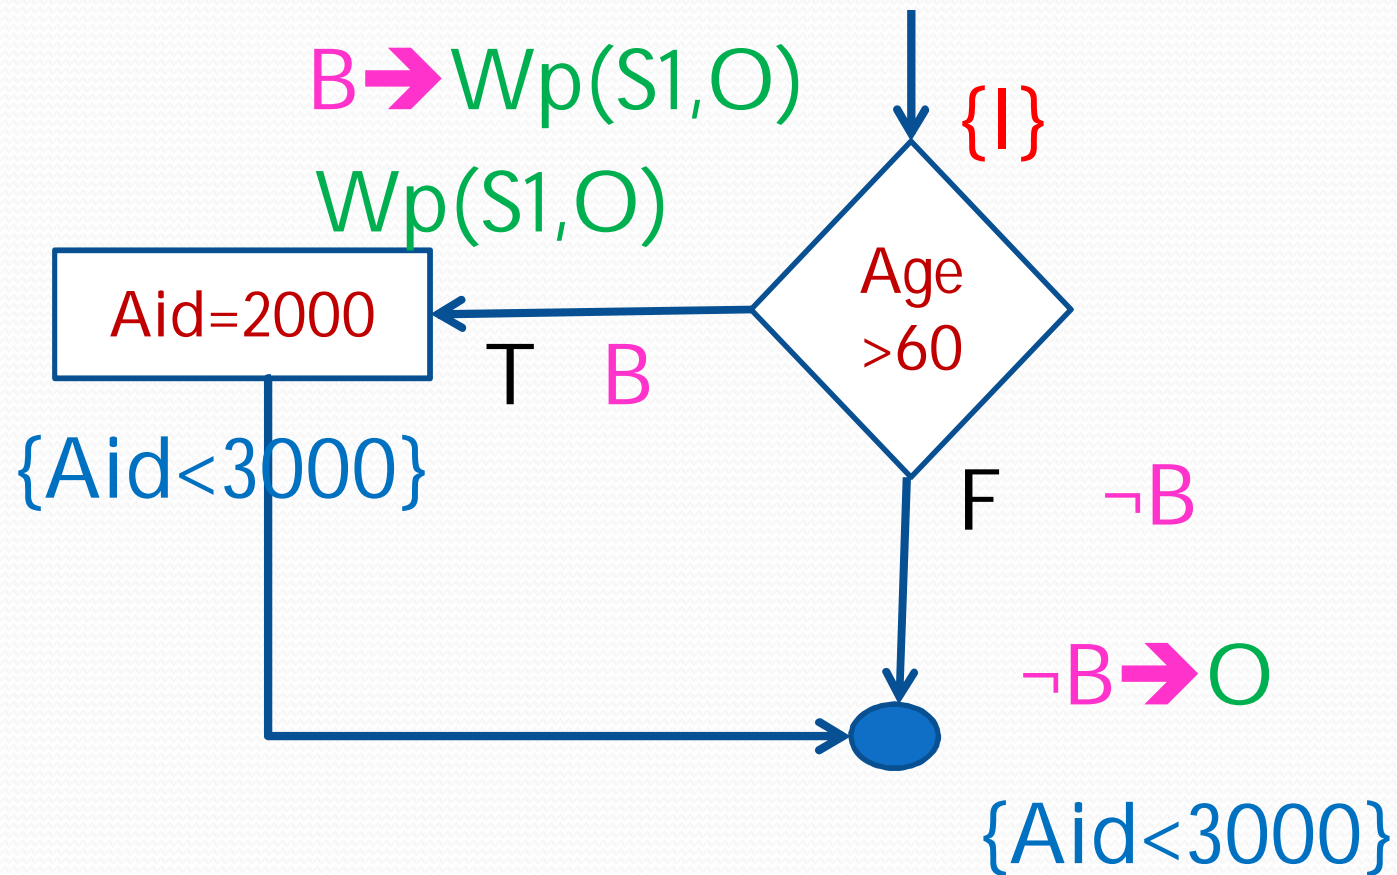 B➔Wp(S1,O)
{I}
Wp(S1,O)
Age
>60
Aid=2000
T B
{Aid<3000}
F ¬B
¬B➔O
{Aid<3000}